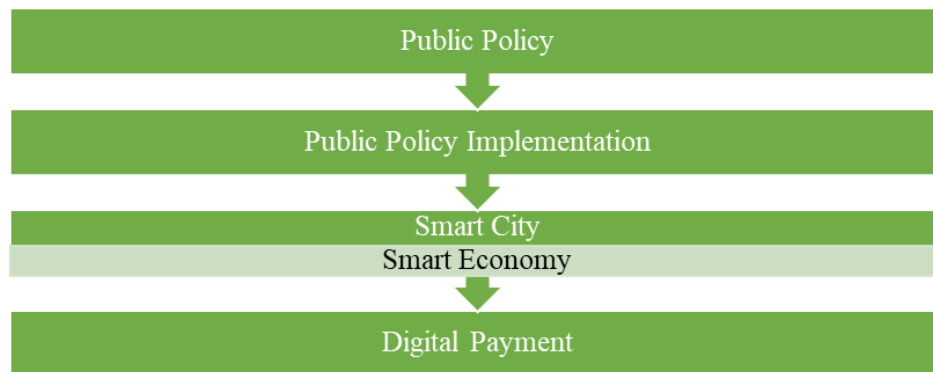 Public Policy
Public Policy Implementation
Smart City
Smart Economy
Digital Payment